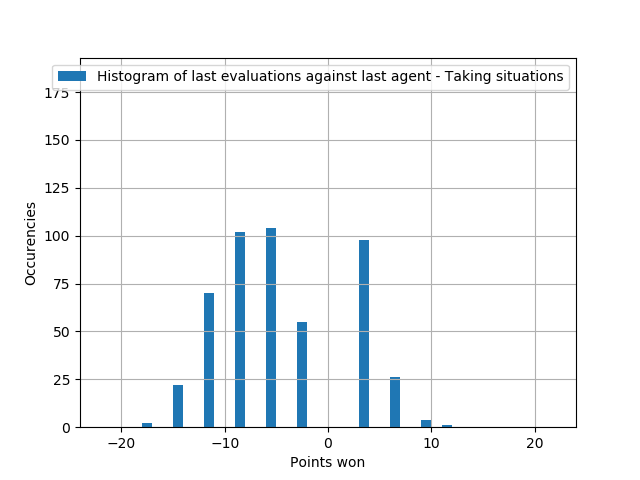 Histogram of last evaluations against last agent - Taking situations
175
150
125
100
75
50
25
0
−20 −10 0 10 20
Points won
Occurencies